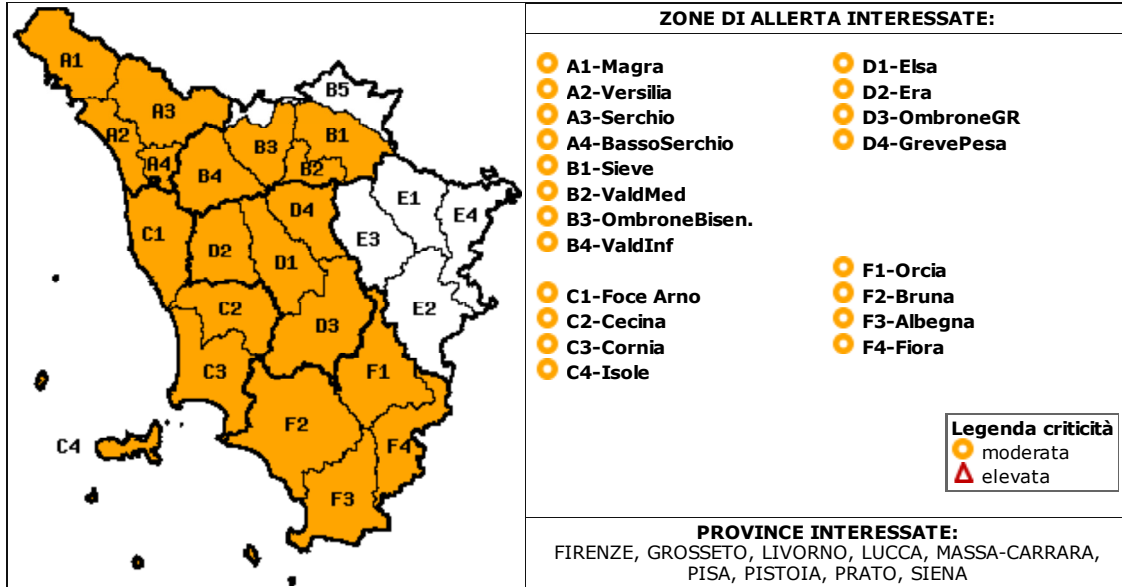 A1
B5
A3
A2
B1
B3
A4
B2
B4
E1
D4
E4
C1
E3
D2
D1
C2
E2
D3
C3
F1
F2
C4
F4
F3
ZONE DI ALLERTA INTERESSATE:
A1-Magra
A2-Versilia
A3-Serchio
A4-BassoSerchio
B1-Sieve
B2-ValdMed
B3-OmbroneBisen.
B4-ValdInf
C1-Foce Arno
C2-Cecina
C3-Cornia
C4-Isole
D1-Elsa
D2-Era
D3-OmbroneGR
D4-GrevePesa
F1-Orcia
F2-Bruna
F3-Albegna
F4-Fiora
Legenda criticità
moderata
elevata
PROVINCE INTERESSATE:
FIRENZE, GROSSETO, LIVORNO, LUCCA, MASSA-CARRARA,
PISA, PISTOIA, PRATO, SIENA